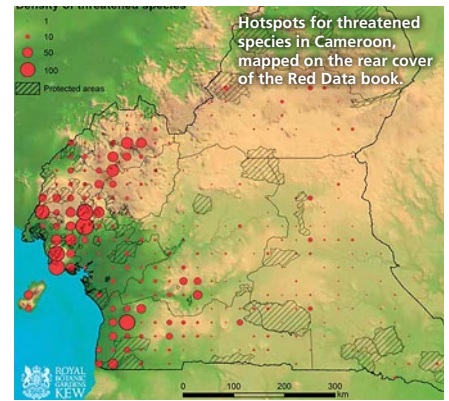 Density of threatened species
Hotspots for threatened
species in Cameroon,
mapped on the rear cover
of the Red Data book.
1
10
50
100
Protected areas
ROYAL
BOTANIC
GARDENS
KEW
0 100 200 300
km